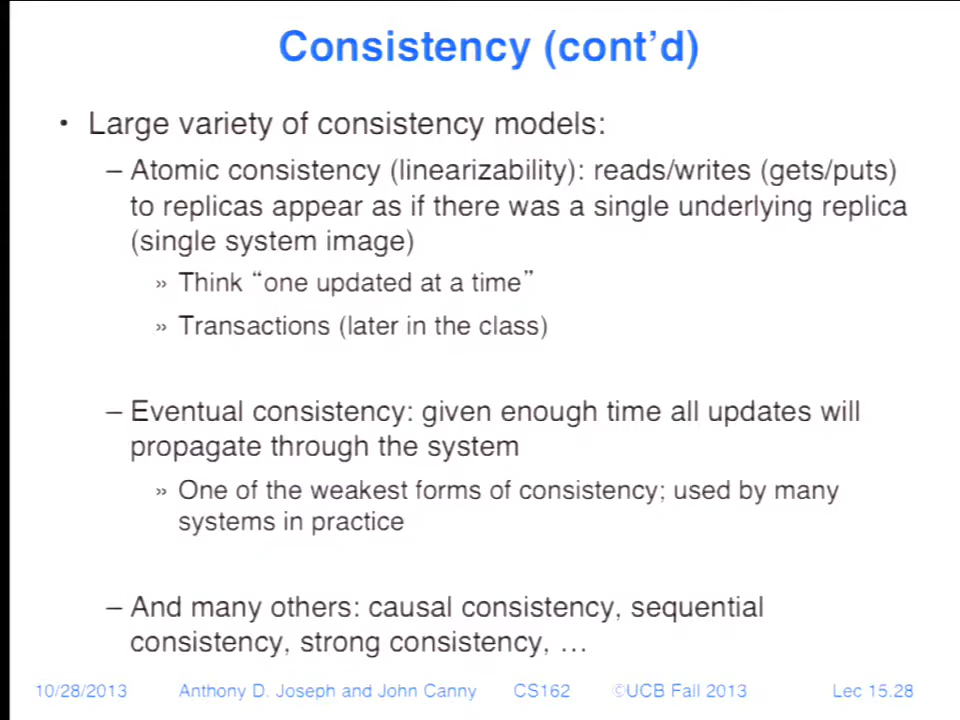 Consistency (cont’d)
• Large variety of consistency models:
– Atomic consistency (linearizability): reads/writes (gets/puts)
to replicas appear as if there was a single underlying replica
(single system image)
» Think “one updated at a time”
» Transactions (later in the class)
– Eventual consistency: given enough time all updates will
propagate through the system
» One of the weakest forms of consistency; used by many
systems in practice
– And many others: causal consistency, sequential
consistency, strong consistency, …
10/28/2013 Anthony D. Joseph and John Canny CS162 ©UCB Fall 2013 Lec 15.28